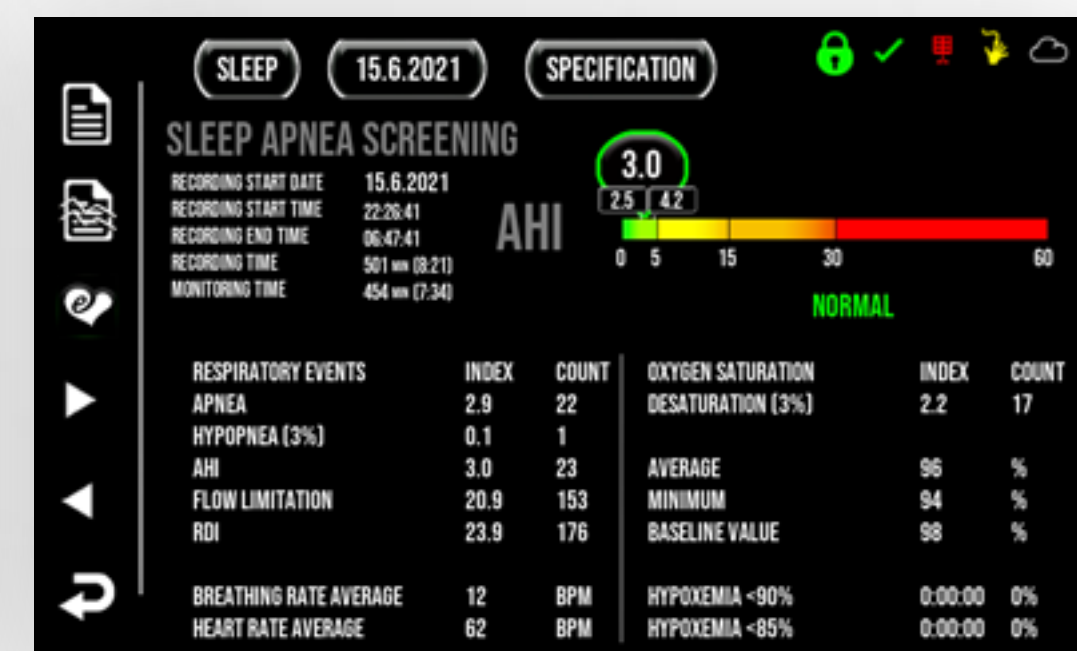 SLEEP 15.6.2021 SPECIFICATION
SLEEP APNEA SCREENING
RECORDING START DATE 15.6.2021
RECORDING START TIME 22:26:41
RECORDING END TIME 06:47:41
RECORDING TIME 501 MIN (8:21)
MONITORING TIME 454 MIN (7:34)
AHI
3.0
2.5 4.2
0 5 15 30 60
NORMAL
RESPIRATORY EVENTS INDEX COUNT
APNEA 2.9 22
HYPOPNEA (3%) 0.1 1
AHI 3.0 23
FLOW LIMITATION 20.9 153
RDI 23.9 176
BREATHING RATE AVERAGE 12 BPM
HEART RATE AVERAGE 62 BPM
OXYGEN SATURATION INDEX COUNT
DESATURATION (3%) 2.2 17
AVERAGE 96 %
MINIMUM 94 %
BASELINE VALUE 98 %
HYPOXEMIA <90% 0:00:00 0%
HYPOXEMIA <85% 0:00:00 0%